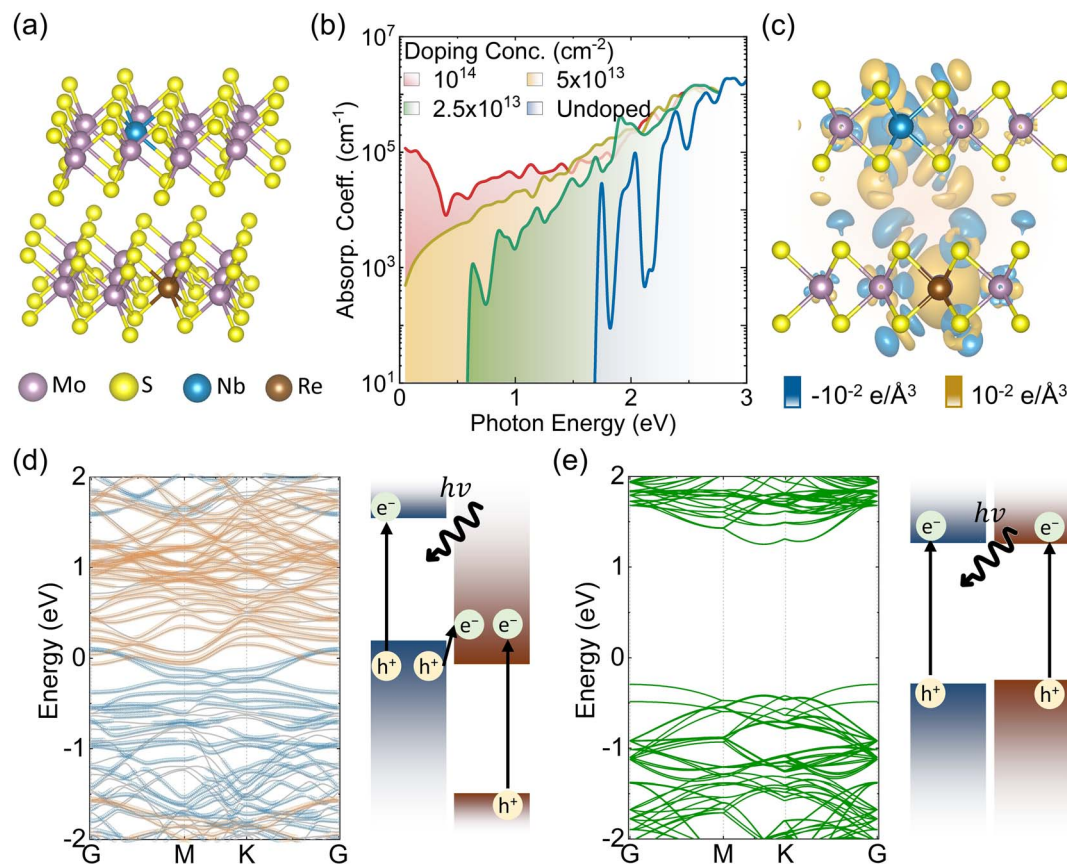 (a)
Mo S Nb Re
(b)
10⁷
10⁵
10³
10¹
Absorp. Coeff. (cm⁻¹)
Doping Conc. (cm⁻²)
10¹⁴ 5x10¹³
2.5x10¹³ Undoped
0 1 2 3
Photon Energy (eV)
(c)
-10⁻² e/Å³ 10⁻² e/Å³
(d)
2
1
0
-1
-2
Energy (eV)
G M K G
hν
e⁻
e⁻ e⁻
h⁺ h⁺
h⁺
(e)
2
1
0
-1
-2
Energy (eV)
G M K G
hν
e⁻ e⁻
h⁺ h⁺